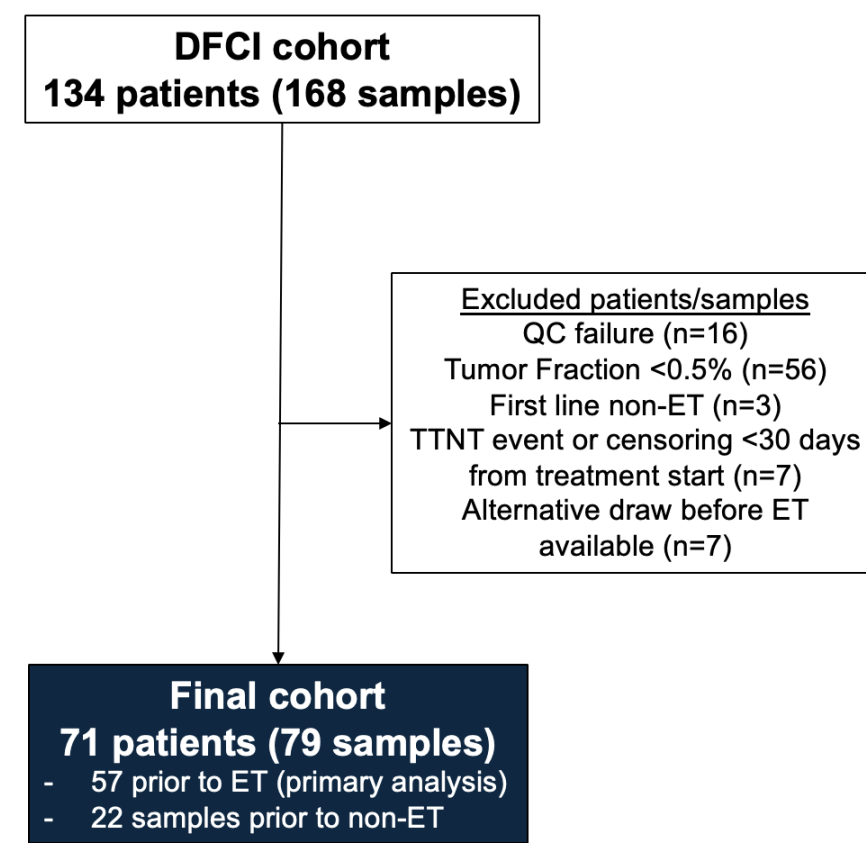 DFCI cohort
134 patients (168 samples)
Excluded patients/samples
QC failure (n=16)
Tumor Fraction <0.5% (n=56)
First line non-ET (n=3)
TTNT event or censoring <30 days
from treatment start (n=7)
Alternative draw before ET
available (n=7)
Final cohort
71 patients (79 samples)
- 57 prior to ET (primary analysis)
- 22 samples prior to non-ET